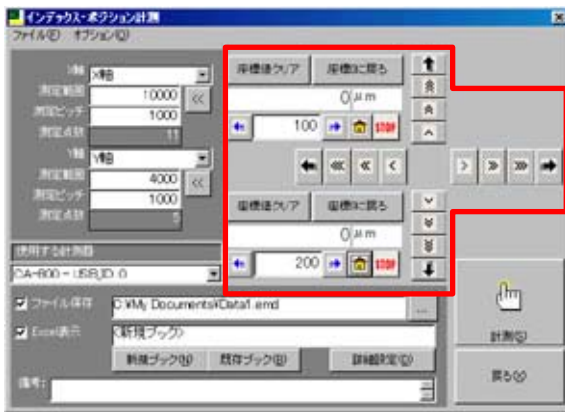 インデックス・ポジション計測
ファイル(F) オプション(O)
X軸 X軸
測定範囲 10000
測定ピッチ 1000
測定点数 11
Y軸 Y軸
測定範囲 4000
測定ピッチ 1000
測定点数 5
座標値クリア 座標0に戻る
0 μm
100 STOP
座標値クリア 座標0に戻る
0 μm
200 STOP
使用する計測器
CA-800 - USB,ID 0
ファイル保存 C:¥My Documents¥Data1.emd ...
Excel表示 <新規ブック>
新規ブック(N) 既存ブック(B) 詳細設定(D)
備考:
計測(S)
戻る(X)